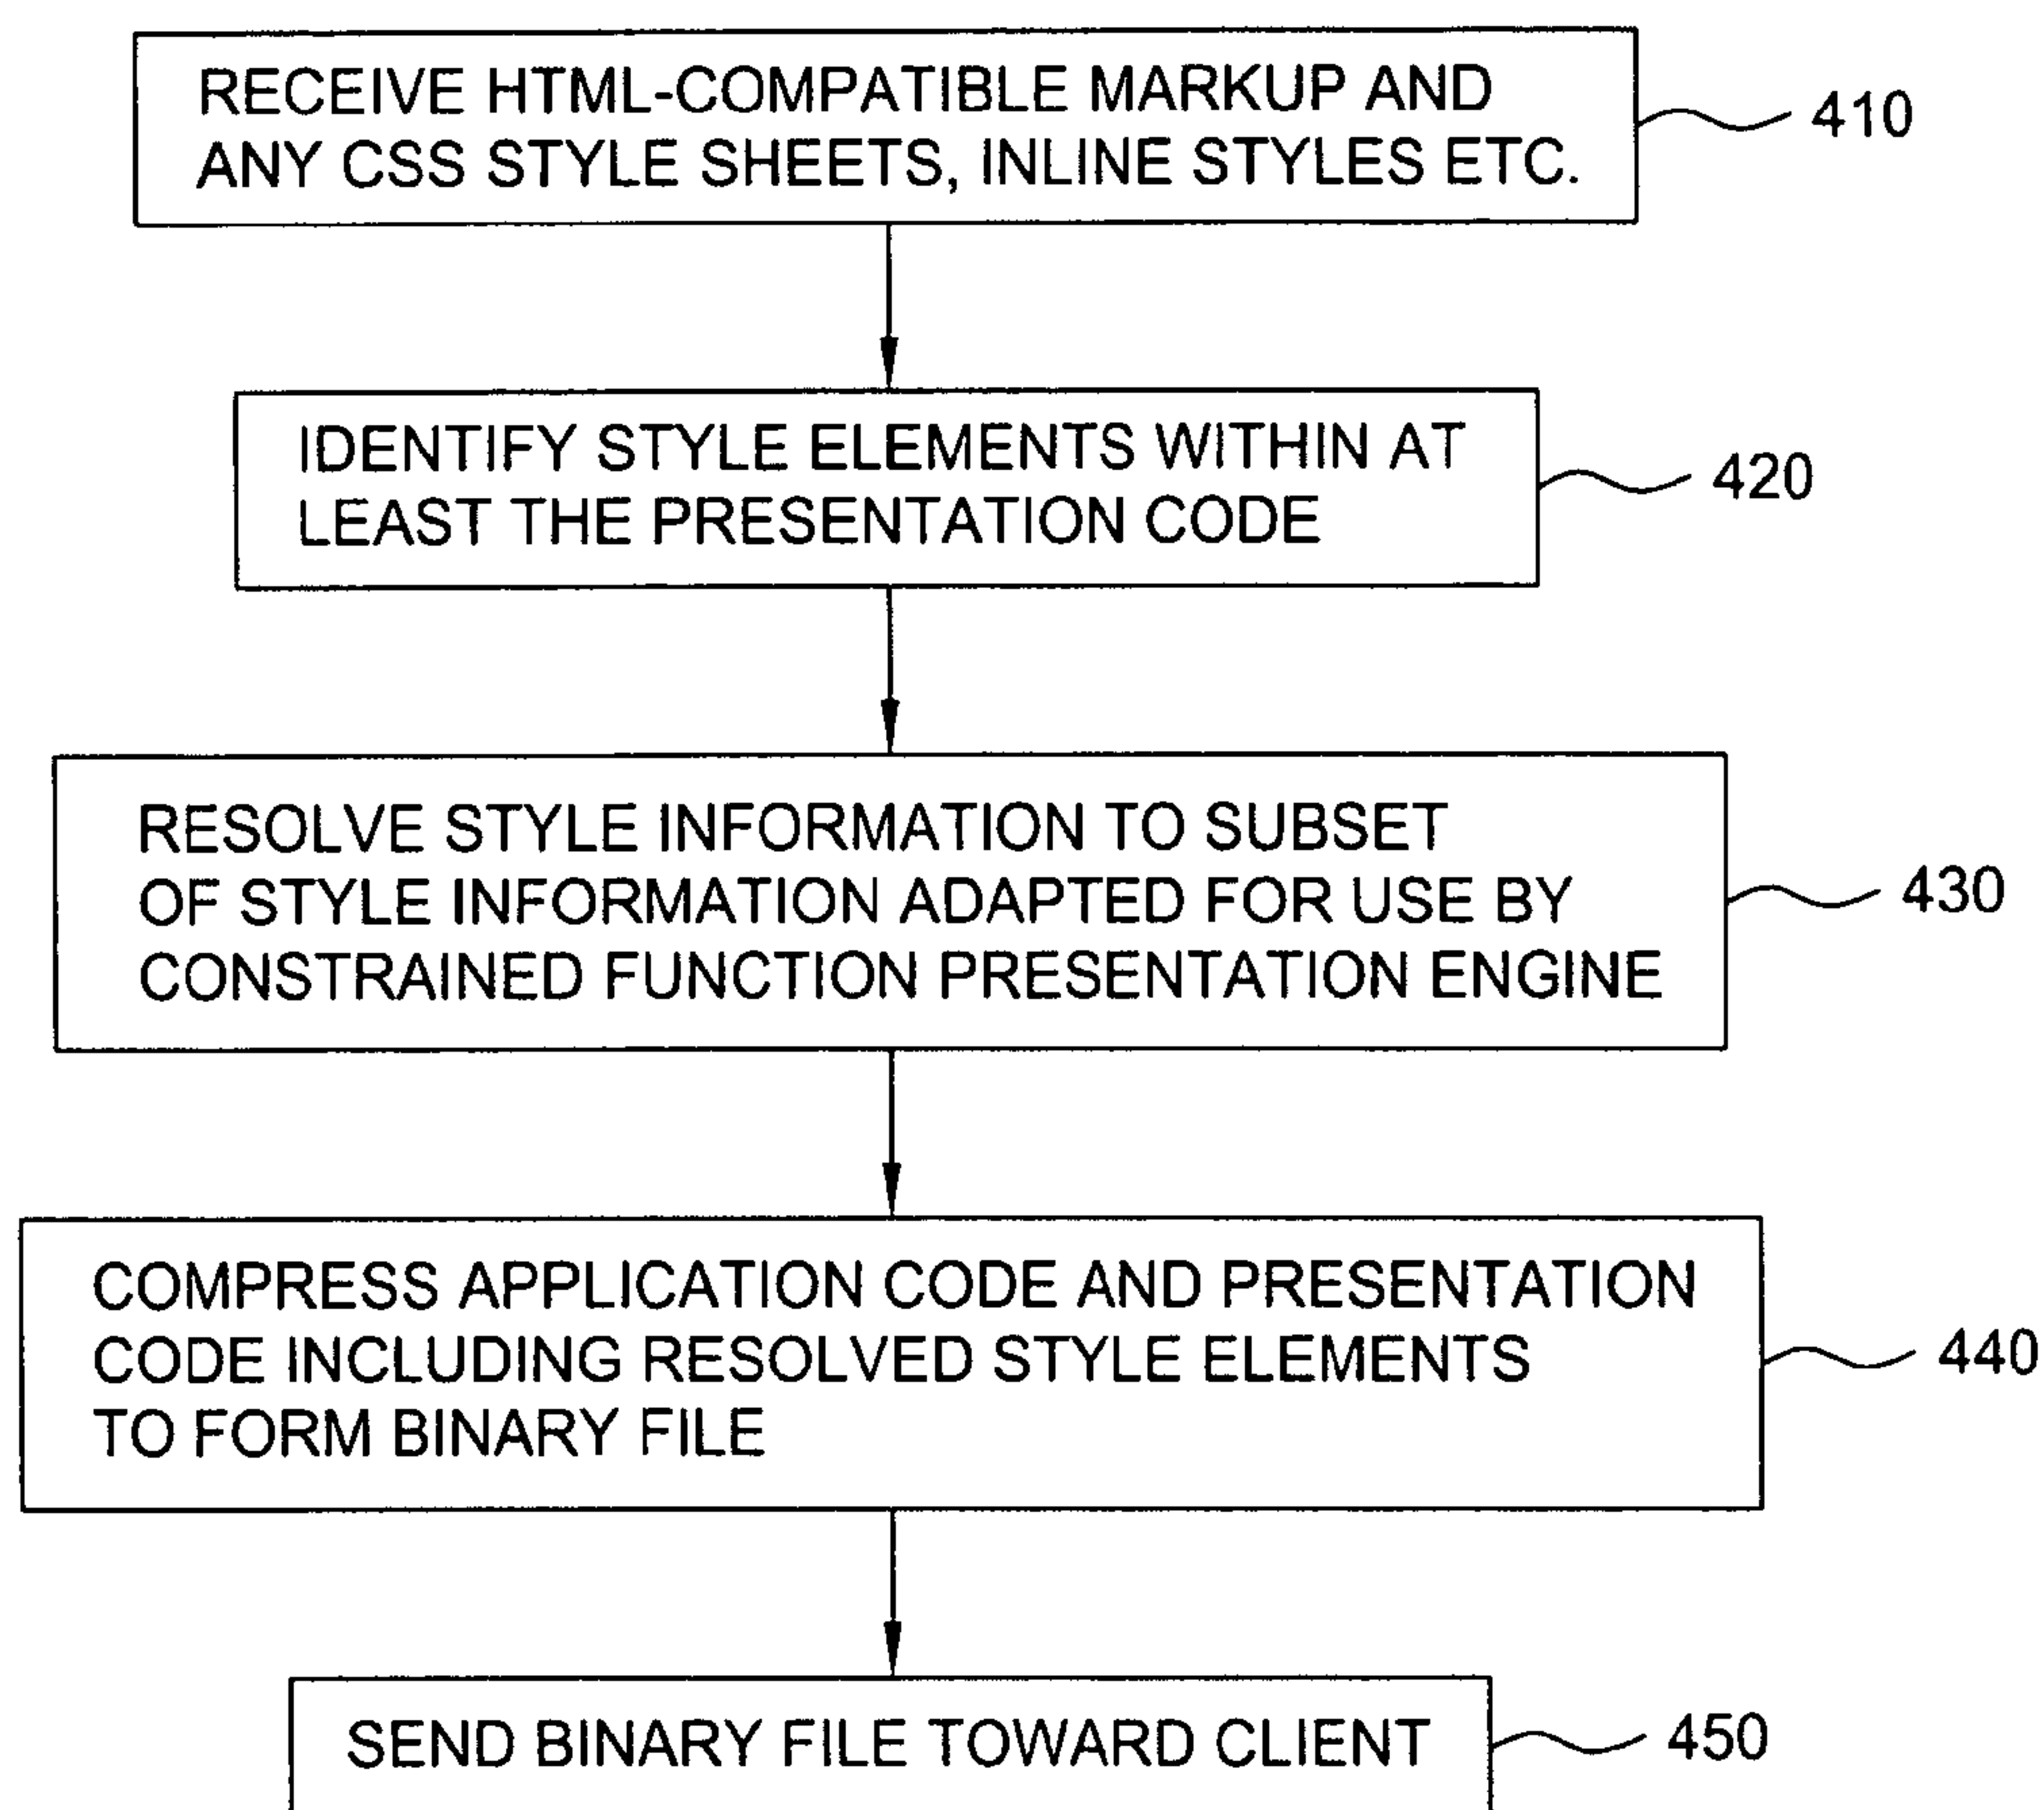 RECEIVE HTML-COMPATIBLE MARKUP AND
ANY CSS STYLE SHEETS, INLINE STYLES ETC.
410
IDENTIFY STYLE ELEMENTS WITHIN AT
LEAST THE PRESENTATION CODE
420
RESOLVE STYLE INFORMATION TO SUBSET
OF STYLE INFORMATION ADAPTED FOR USE BY
CONSTRAINED FUNCTION PRESENTATION ENGINE
430
COMPRESS APPLICATION CODE AND PRESENTATION
CODE INCLUDING RESOLVED STYLE ELEMENTS
TO FORM BINARY FILE
440
SEND BINARY FILE TOWARD CLIENT
450